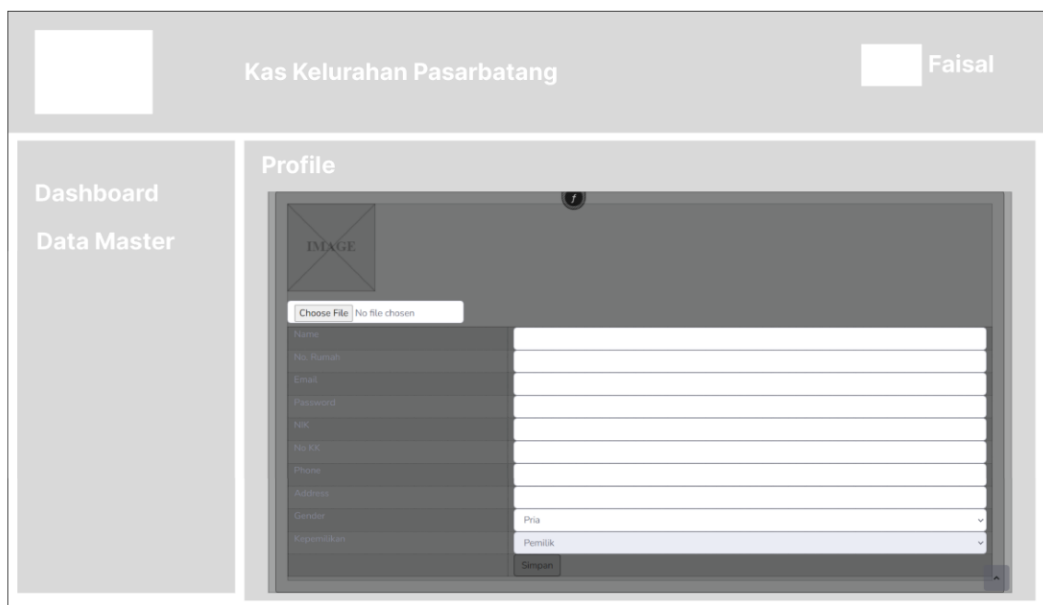 Kas Kelurahan Pasarbatang
Faisal
Dashboard
Data Master
Profile
f
IMAGE
Choose File No file chosen
Name
No. Rumah
Email
Password
NIK
No KK
Phone
Address
Gender
Pria
Kepemilikan
Pemilik
Simpan